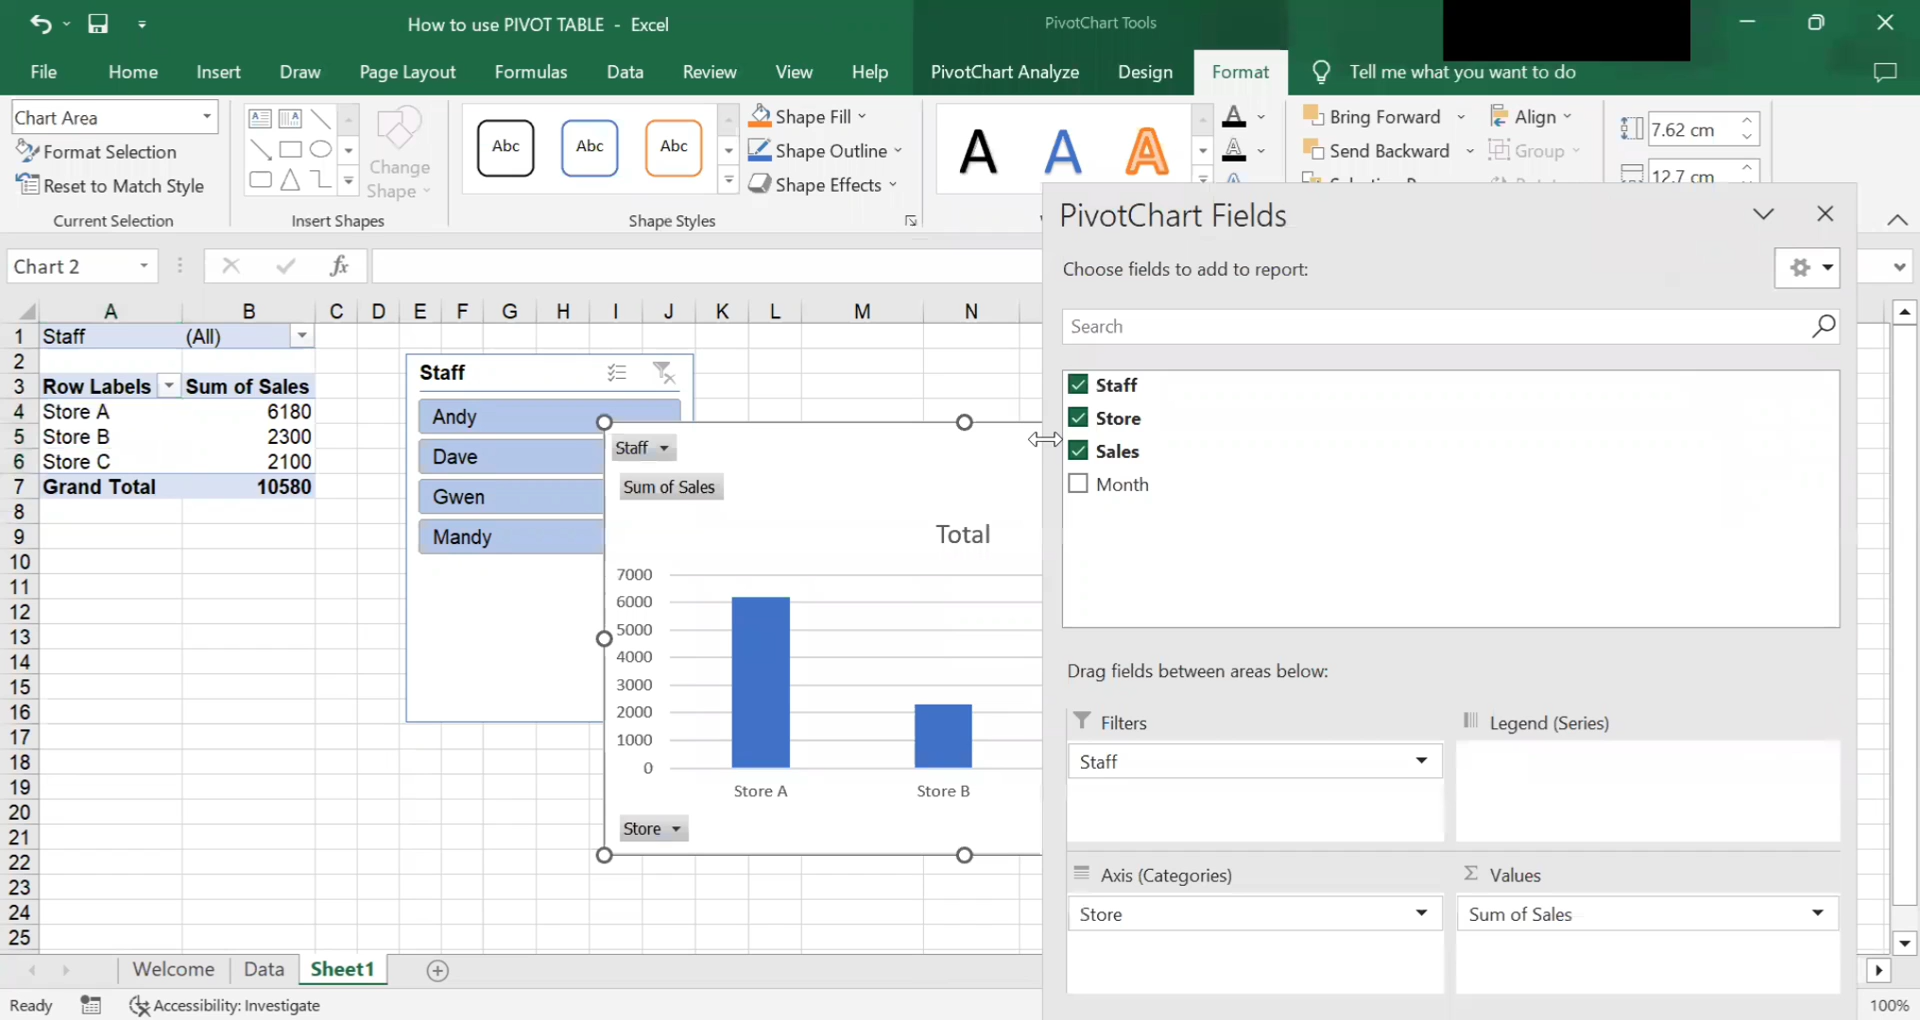 How to use PIVOT TABLE - Excel
PivotChart Tools
File Home Insert Draw Page Layout Formulas Data Review View Help PivotChart Analyze Design Format Tell me what you want to do
Chart Area
Format Selection
Reset to Match Style
Current Selection
Change Shape
Insert Shapes
Abc Abc Abc
Shape Fill
Shape Outline
Shape Effects
Shape Styles
A A A
A
A
Bring Forward
Send Backward
Align
Group
7.62 cm
12.7 cm
Chart 2
fx
PivotChart Fields
Choose fields to add to report:
Search
Staff
Store
Sales
Month
Drag fields between areas below:
Filters
Staff
Legend (Series)
Axis (Categories)
Store
Σ Values
Sum of Sales
A B C D E F G H I J K L M N
1 Staff (All)
2
3 Row Labels Sum of Sales
4 Store A 6180
5 Store B 2300
6 Store C 2100
7 Grand Total 10580
8
9
10
11
12
13
14
15
16
17
18
19
20
21
22
23
24
25
Staff
Andy
Dave
Gwen
Mandy
Staff
Sum of Sales
Total
7000
6000
5000
4000
3000
2000
1000
0
Store A Store B
Store
Welcome Data Sheet1
Ready Accessibility: Investigate 100%